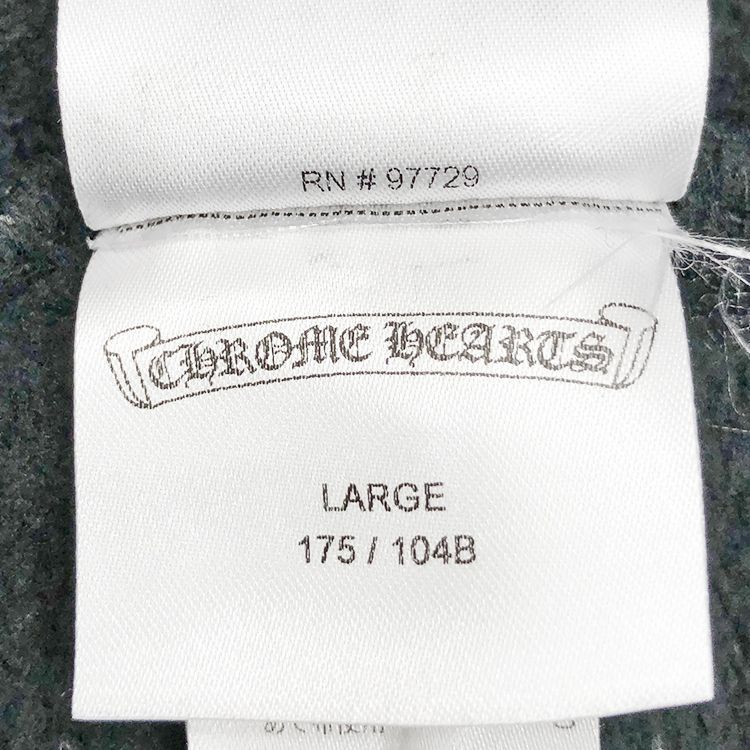 RN # 97729
CHROME HEARTS
LARGE
175 / 104B